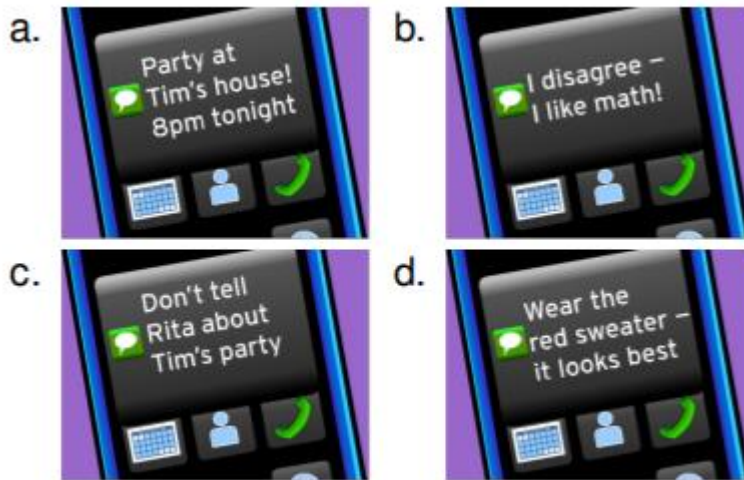 a.
Party at
Tim's house!
8pm tonight
b.
I disagree –
I like math!
c.
Don't tell
Rita about
Tim's party
d.
Wear the
red sweater –
it looks best